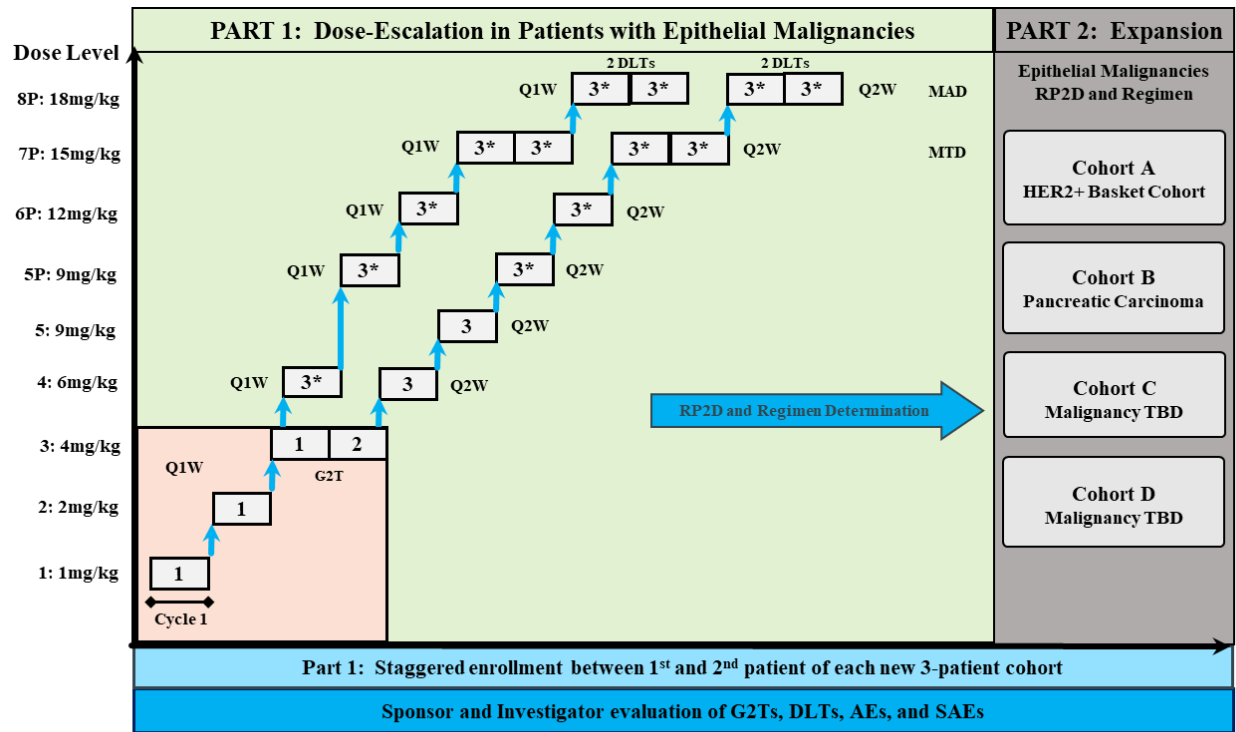 PART 1: Dose-Escalation in Patients with Epithelial Malignancies
PART 2: Expansion
Dose Level
2 DLTs
2 DLTs
Epithelial Malignancies
RP2D and Regimen
8P: 18mg/kg
Q1W
3*
3*
3*
3*
Q2W
MAD
7P: 15mg/kg
Q1W
3*
3*
3*
3*
Q2W
MTD
Cohort A
HER2+ Basket Cohort
6P: 12mg/kg
Q1W
3*
3*
Q2W
5P: 9mg/kg
Q1W
3*
3*
Q2W
Cohort B
Pancreatic Carcinoma
5: 9mg/kg
3
Q2W
4: 6mg/kg
Q1W
3*
3
Q2W
RP2D and Regimen Determination
Cohort C
Malignancy TBD
3: 4mg/kg
1
2
Q1W
G2T
2: 2mg/kg
1
Cohort D
Malignancy TBD
1: 1mg/kg
1
Cycle 1
Part 1: Staggered enrollment between 1st and 2nd patient of each new 3-patient cohort
Sponsor and Investigator evaluation of G2Ts, DLTs, AEs, and SAEs